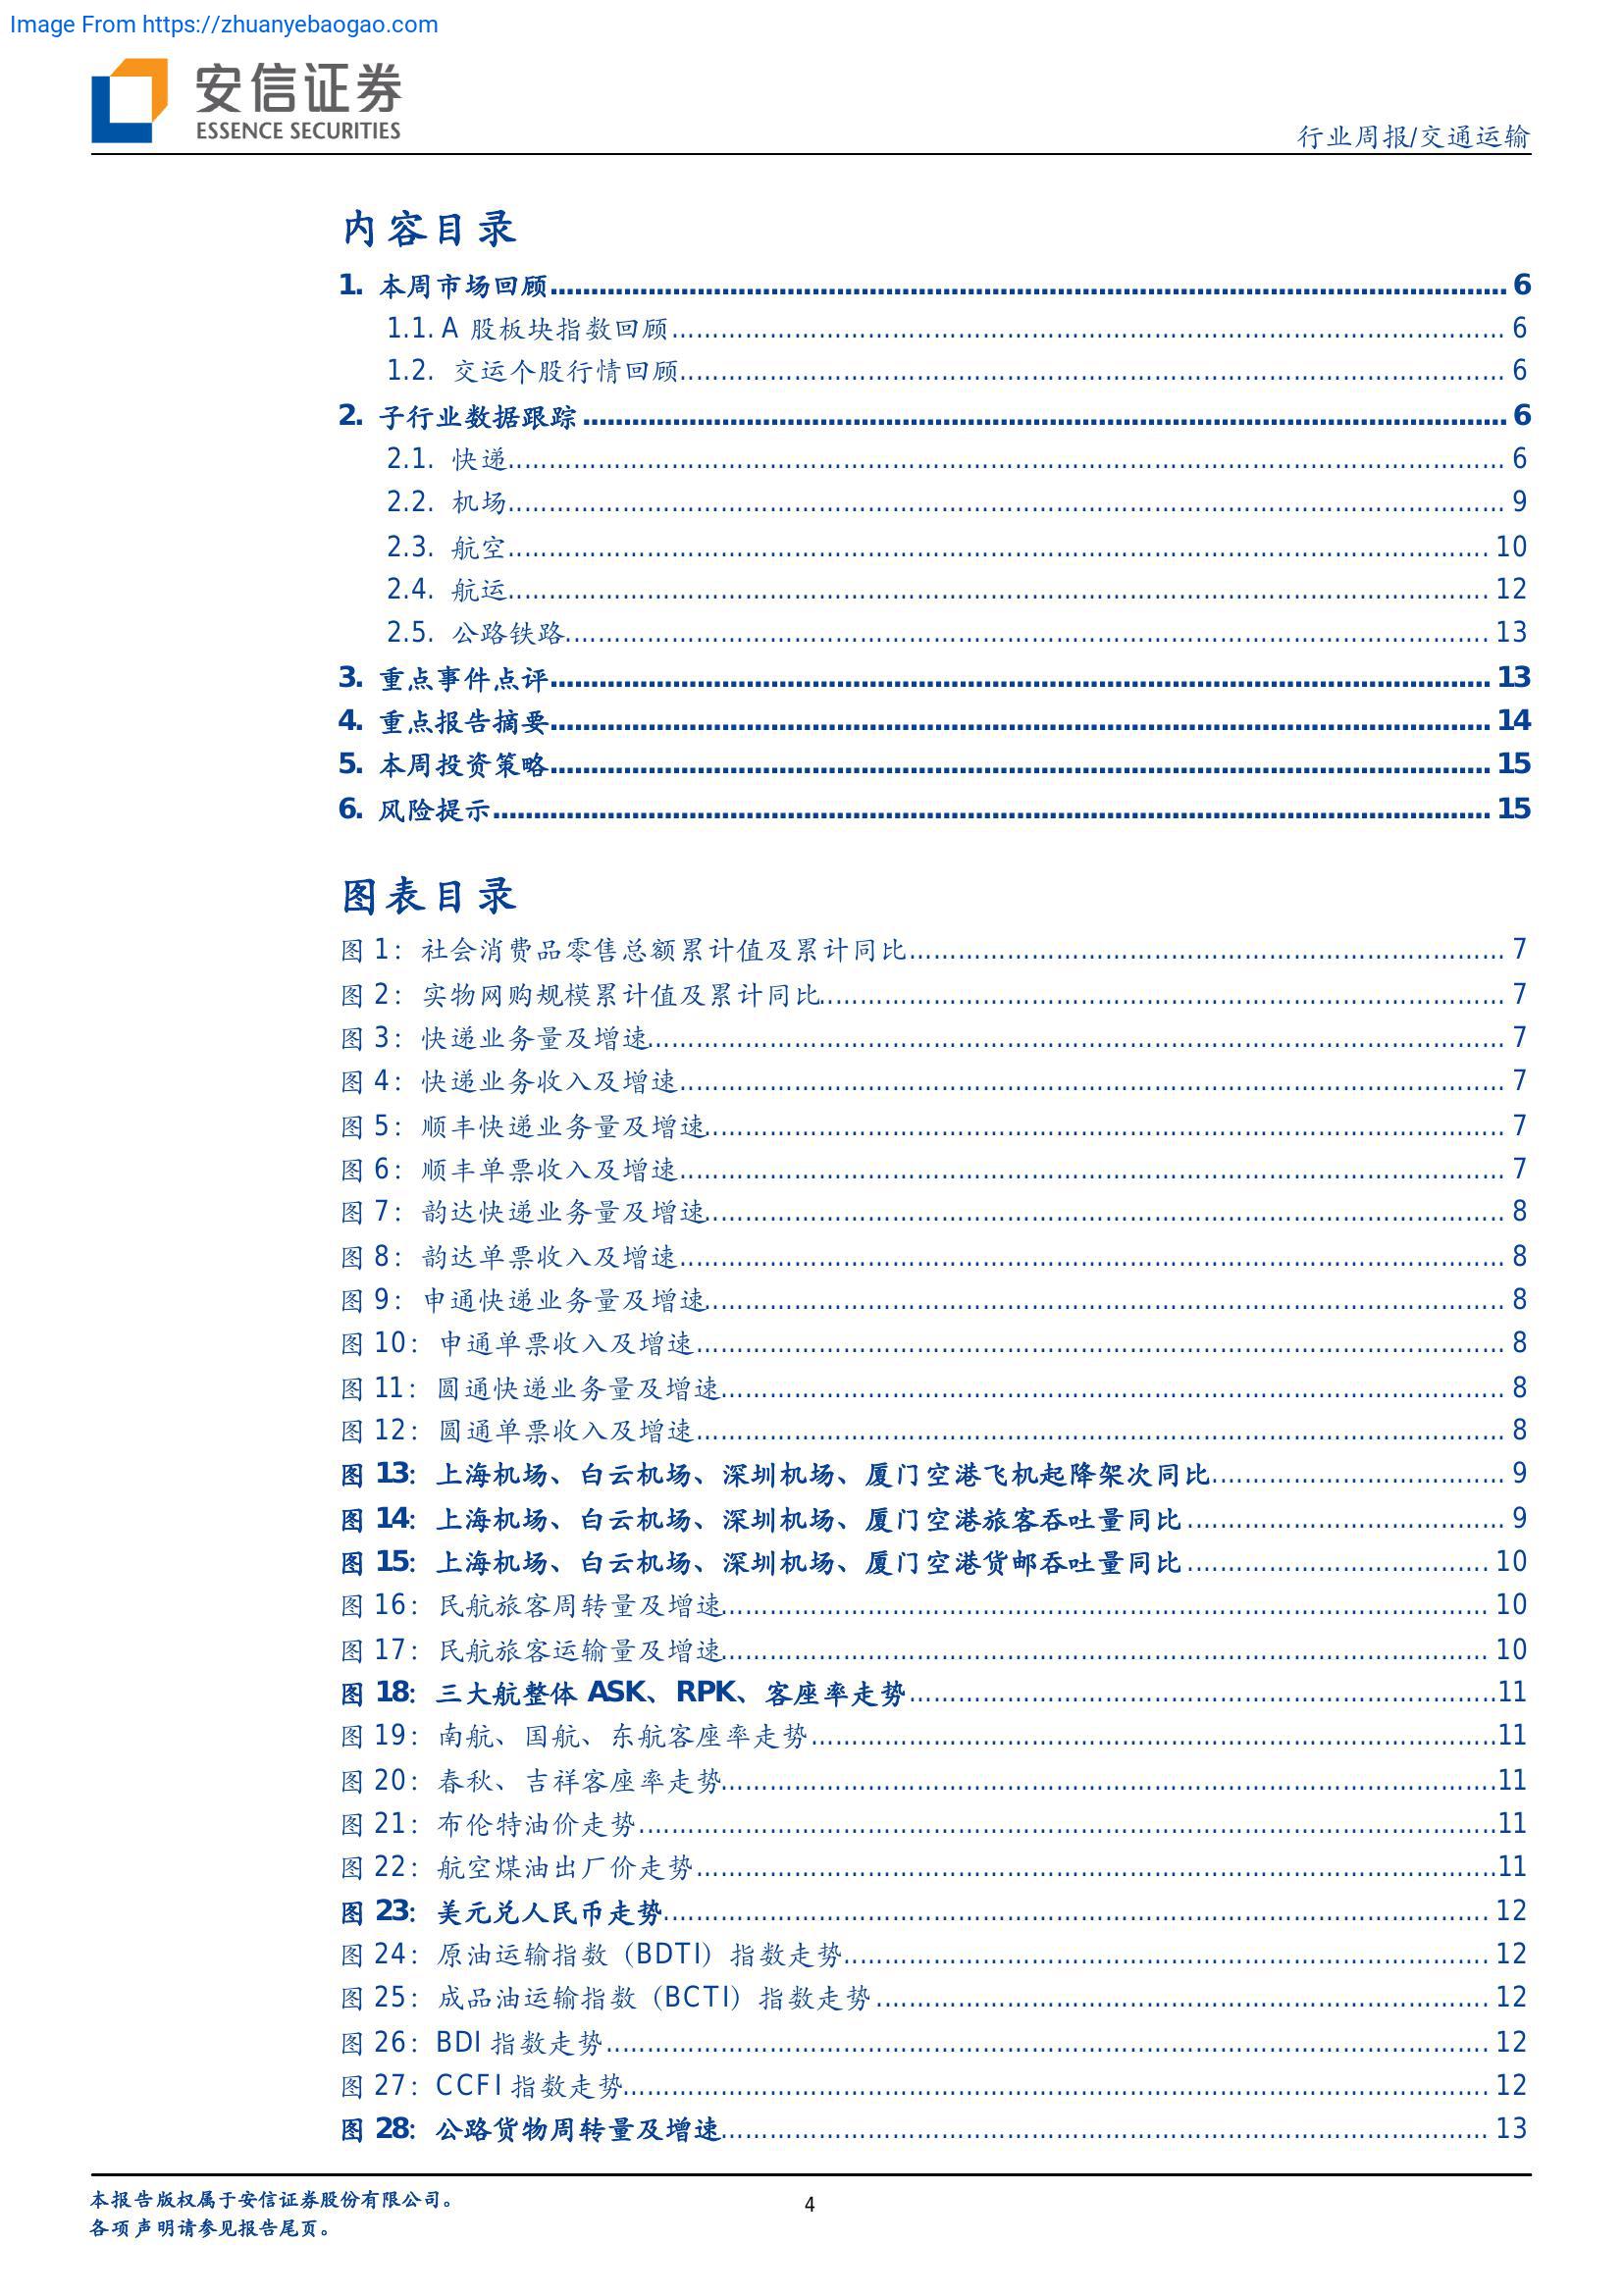 Image From https://zhuanyebaogao.com
安信证券
ESSENCE SECURITIES
行业周报/交通运输
内容目录
1. 本周市场回顾 6
1.1. A 股板块指数回顾 6
1.2. 交运个股行情回顾 6
2. 子行业数据跟踪 6
2.1. 快递 6
2.2. 机场 9
2.3. 航空 10
2.4. 航运 12
2.5. 公路铁路 13
3. 重点事件点评 13
4. 重点报告摘要 14
5. 本周投资策略 15
6. 风险提示 15
图表目录
图 1：社会消费品零售总额累计值及累计同比 7
图 2：实物网购规模累计值及累计同比 7
图 3：快递业务量及增速 7
图 4：快递业务收入及增速 7
图 5：顺丰快递业务量及增速 7
图 6：顺丰单票收入及增速 7
图 7：韵达快递业务量及增速 8
图 8：韵达单票收入及增速 8
图 9：申通快递业务量及增速 8
图 10：申通单票收入及增速 8
图 11：圆通快递业务量及增速 8
图 12：圆通单票收入及增速 8
图 13：上海机场、白云机场、深圳机场、厦门空港飞机起降架次同比 9
图 14：上海机场、白云机场、深圳机场、厦门空港旅客吞吐量同比 9
图 15：上海机场、白云机场、深圳机场、厦门空港货邮吞吐量同比 10
图 16：民航旅客周转量及增速 10
图 17：民航旅客运输量及增速 10
图 18：三大航整体 ASK、RPK、客座率走势 11
图 19：南航、国航、东航客座率走势 11
图 20：春秋、吉祥客座率走势 11
图 21：布伦特油价走势 11
图 22：航空煤油出厂价走势 11
图 23：美元兑人民币走势 12
图 24：原油运输指数（BDTI）指数走势 12
图 25：成品油运输指数（BCTI）指数走势 12
图 26：BDI 指数走势 12
图 27：CCFI 指数走势 12
图 28：公路货物周转量及增速 13
本报告版权属于安信证券股份有限公司。
各项声明请参见报告尾页。
4